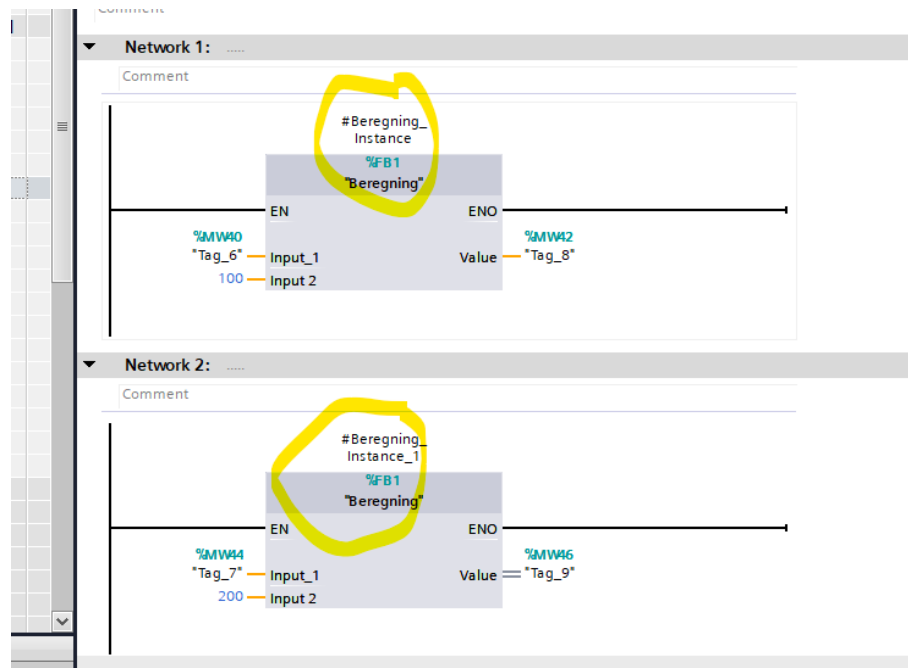 Comment
Network 1: .....
Comment
#Beregning_
Instance
%FB1
"Beregning"
EN ENO
%MW40 %MW42
"Tag_6" Input_1 Value "Tag_8"
100 Input 2
Network 2: .....
Comment
#Beregning_
Instance_1
%FB1
"Beregning"
EN ENO
%MW44 %MW46
"Tag_7" Input_1 Value "Tag_9"
200 Input 2